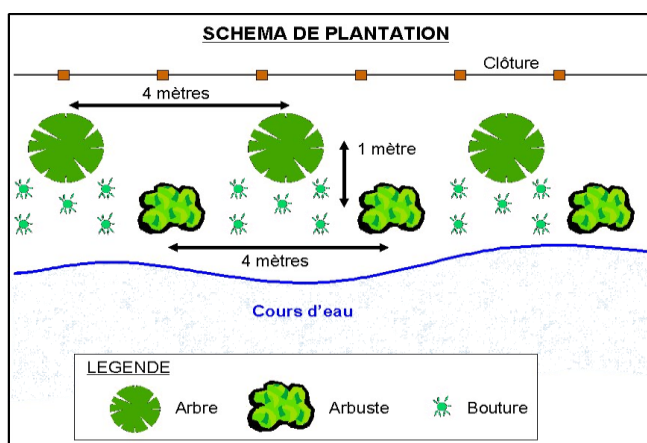 SCHEMA DE PLANTATION
Clôture
4 mètres
1 mètre
4 mètres
Cours d'eau
LEGENDE
Arbre
Arbuste
Bouture